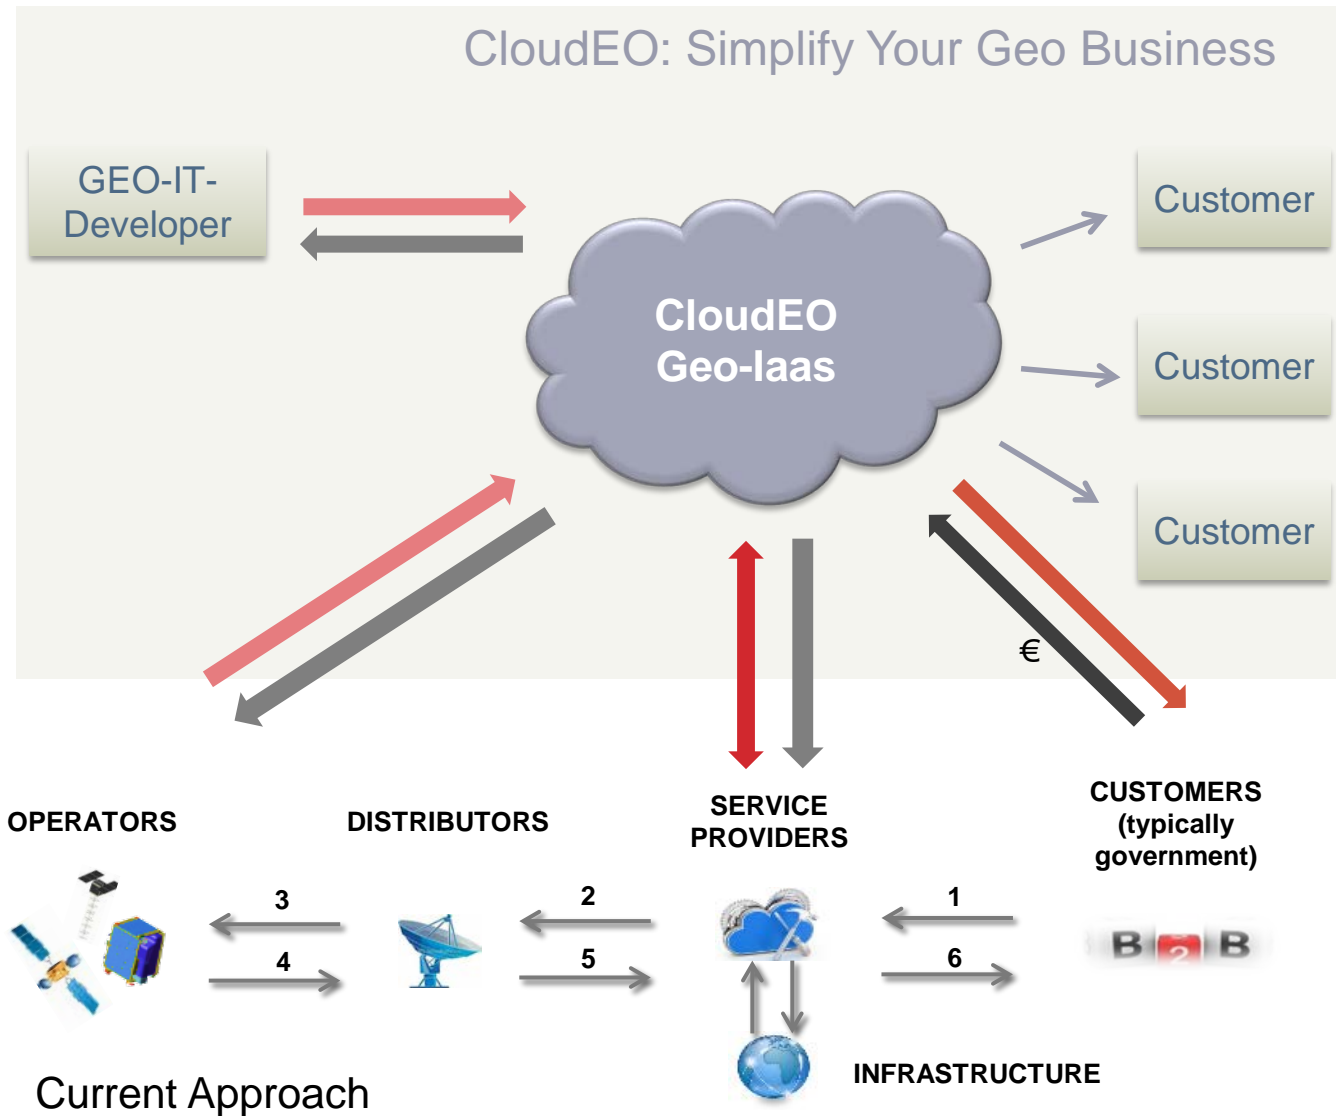 CloudEO: Simplify Your Geo Business
GEO-IT-
Developer
Customer
CloudEO
Geo-Iaas
Customer
Customer
€
OPERATORS
DISTRIBUTORS
SERVICE
PROVIDERS
CUSTOMERS
(typically
government)
3
2
1
4
5
6
B 2 B
INFRASTRUCTURE
Current Approach